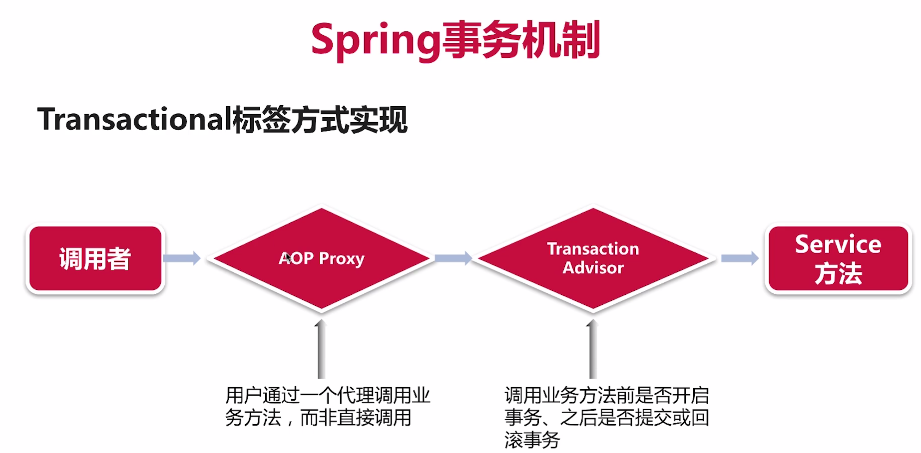 Spring事务机制
Transactional标签方式实现
调用者
AOP Proxy
Transaction
Advisor
Service
方法
用户通过一个代理调用业
务方法，而非直接调用
调用业务方法前是否开启
事务、之后是否提交或回
滚事务